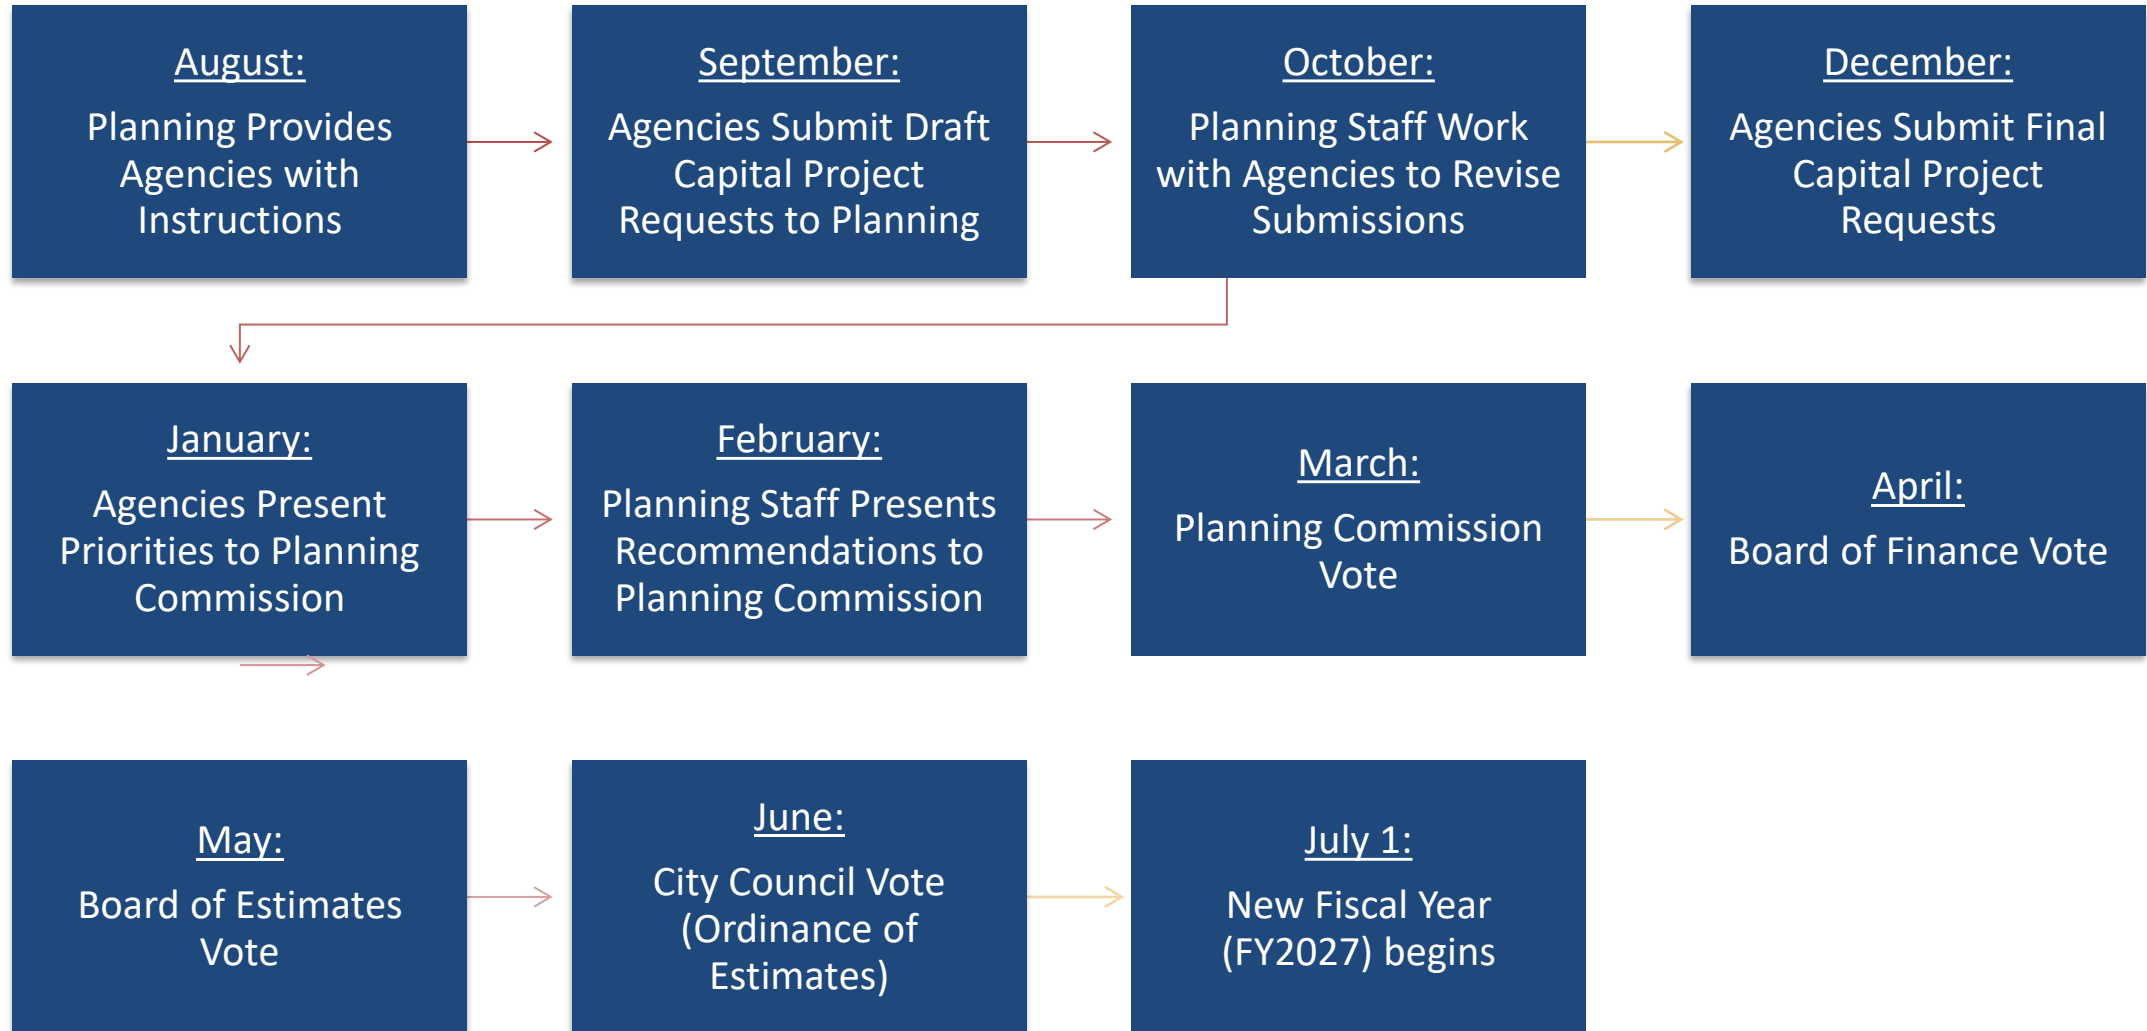 August:
Planning Provides
Agencies with
Instructions
September:
Agencies Submit Draft
Capital Project
Requests to Planning
October:
Planning Staff Work
with Agencies to Revise
Submissions
December:
Agencies Submit Final
Capital Project
Requests
January:
Agencies Present
Priorities to Planning
Commission
February:
Planning Staff Presents
Recommendations to
Planning Commission
March:
Planning Commission
Vote
April:
Board of Finance Vote
May:
Board of Estimates
Vote
June:
City Council Vote
(Ordinance of
Estimates)
July 1:
New Fiscal Year
(FY2027) begins